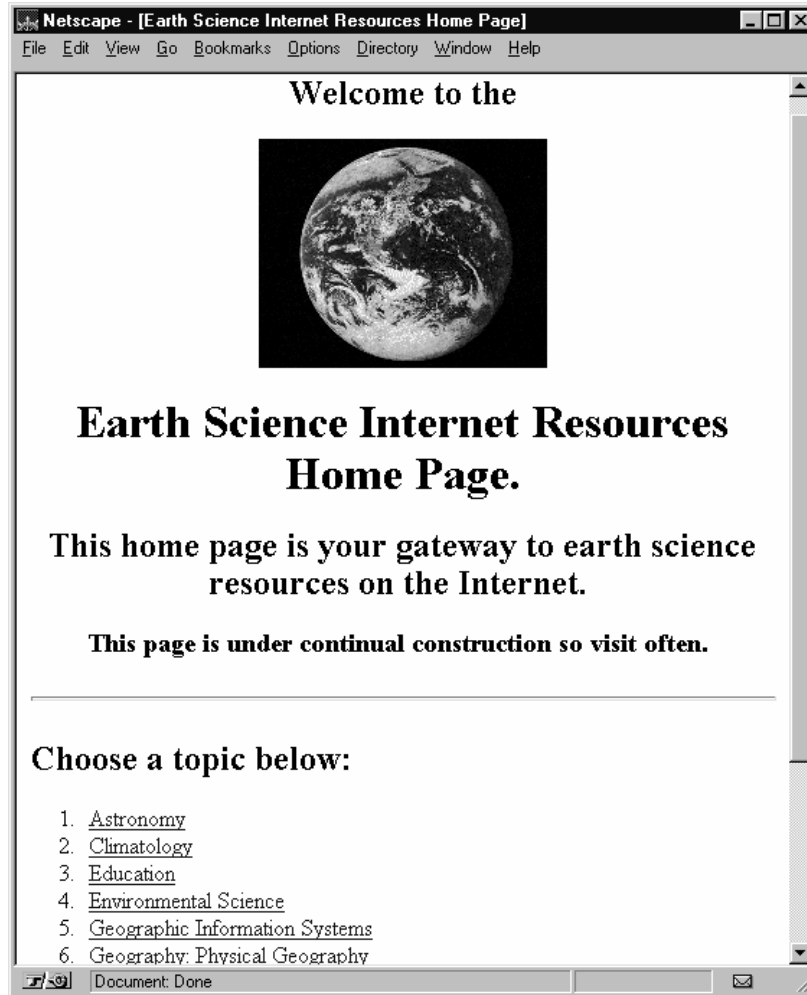 Netscape - [Earth Science Internet Resources Home Page]
File Edit View Go Bookmarks Options Directory Window Help
Welcome to the
Earth Science Internet Resources
Home Page.
This home page is your gateway to earth science
resources on the Internet.
This page is under continual construction so visit often.
Choose a topic below:
1. Astronomy
2. Climatology
3. Education
4. Environmental Science
5. Geographic Information Systems
6. Geography: Physical Geography
Document: Done